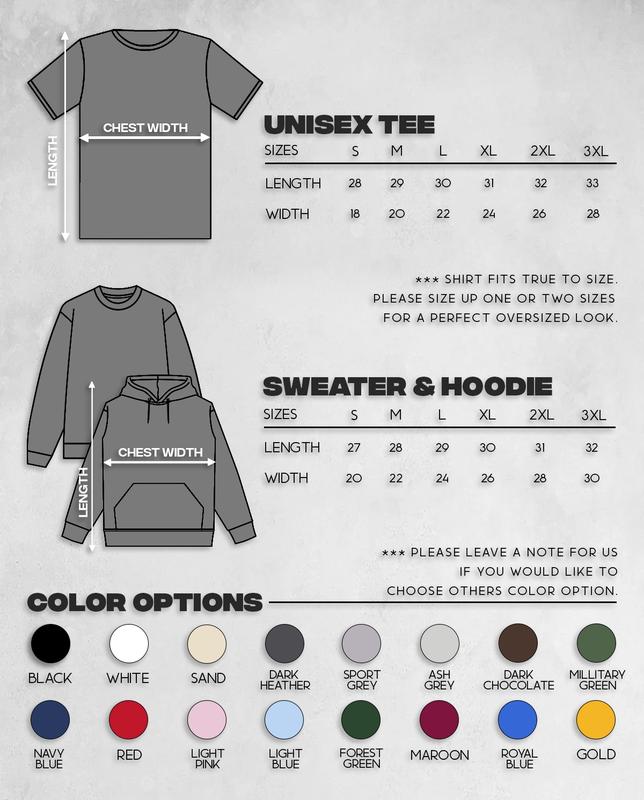 LENGTH
CHEST WIDTH
UNISEX TEE
SIZES S M L XL 2XL 3XL
LENGTH 28 29 30 31 32 33
WIDTH 18 20 22 24 26 28
*** SHIRT FITS TRUE TO SIZE.
PLEASE SIZE UP ONE OR TWO SIZES
FOR A PERFECT OVERSIZED LOOK.
LENGTH
CHEST WIDTH
SWEATER & HOODIE
SIZES S M L XL 2XL 3XL
LENGTH 27 28 29 30 31 32
WIDTH 20 22 24 26 28 30
*** PLEASE LEAVE A NOTE FOR US
IF YOU WOULD LIKE TO
CHOOSE OTHERS COLOR OPTION.
COLOR OPTIONS
BLACK
WHITE
SAND
DARK
HEATHER
SPORT
GREY
ASH
GREY
DARK
CHOCOLATE
MILLITARY
GREEN
NAVY
BLUE
RED
LIGHT
PINK
LIGHT
BLUE
FOREST
GREEN
MAROON
ROYAL
BLUE
GOLD